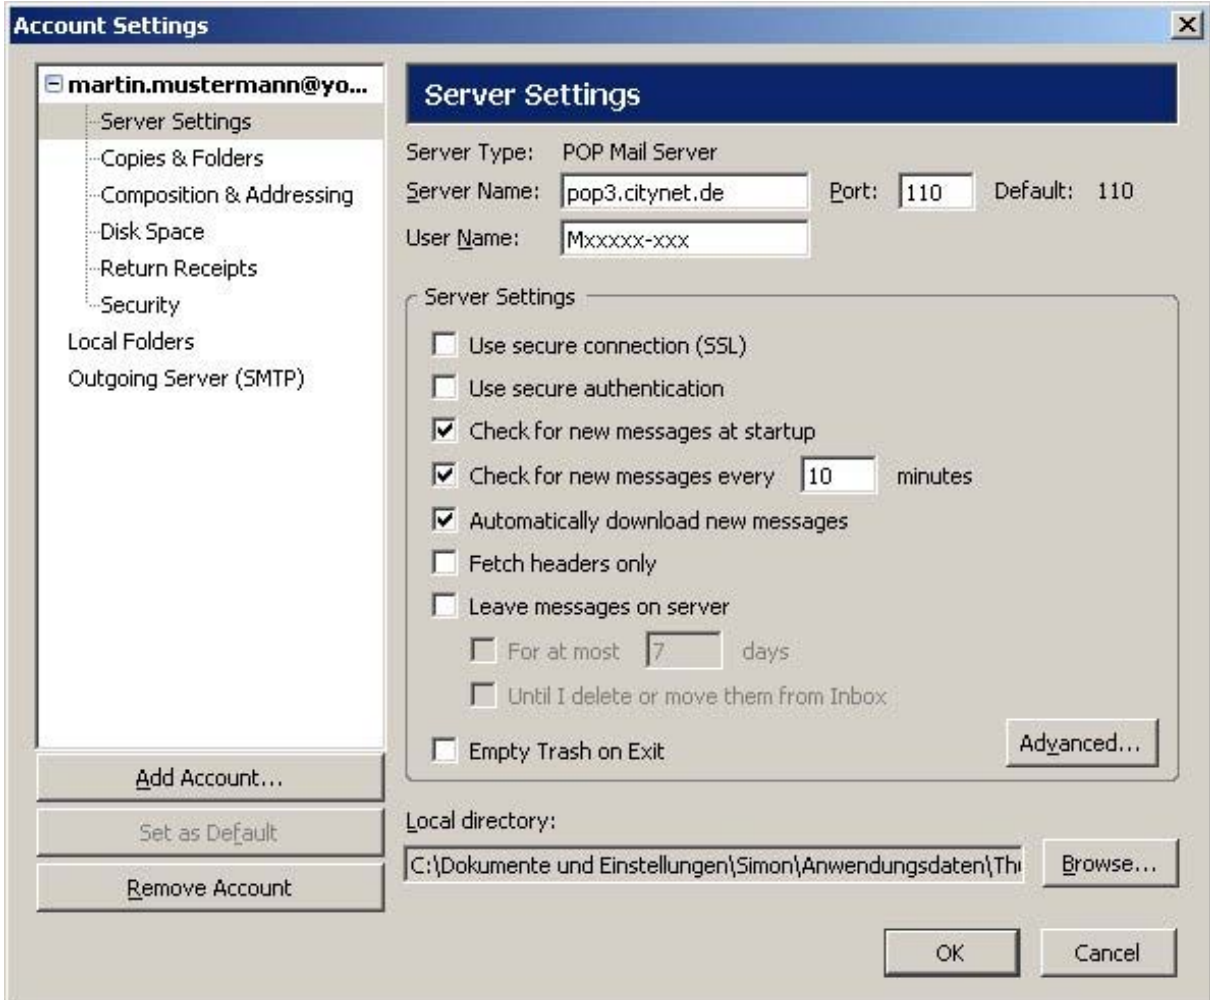 Account Settings
martin.mustermann@yo...
Server Settings
Copies & Folders
Composition & Addressing
Disk Space
Return Receipts
Security
Local Folders
Outgoing Server (SMTP)
Add Account...
Set as Default
Remove Account
Server Settings
Server Type: POP Mail Server
Server Name: pop3.citynet.de Port: 110 Default: 110
User Name: Mxxxxx-xxx
Server Settings
Use secure connection (SSL)
Use secure authentication
Check for new messages at startup
Check for new messages every 10 minutes
Automatically download new messages
Fetch headers only
Leave messages on server
For at most 7 days
Until I delete or move them from Inbox
Empty Trash on Exit
Advanced...
Local directory:
C:\Dokumente und Einstellungen\Simon\Anwendungsdaten\Th
Browse...
OK Cancel